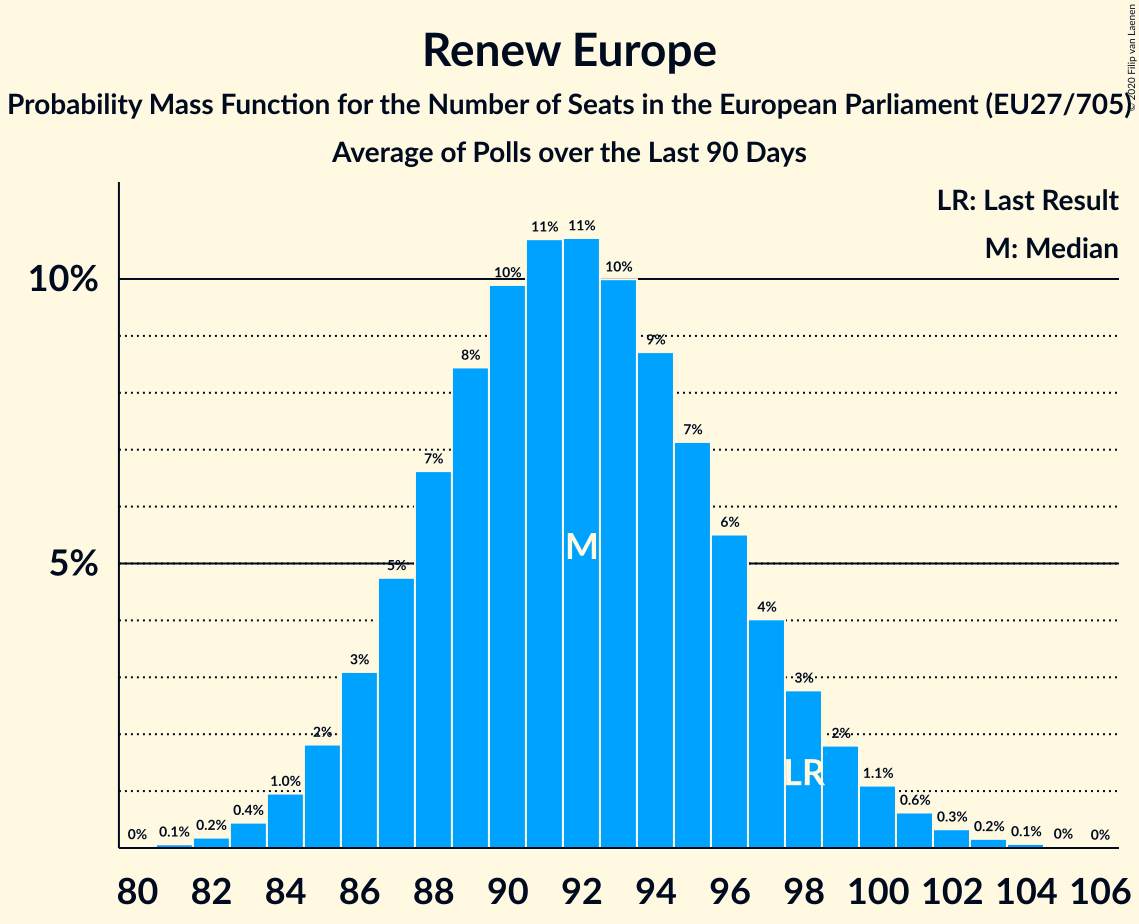 Renew Europe
Probability Mass Function for the Number of Seats in the European Parliament (EU27/705)
Average of Polls over the Last 90 Days
© 2020 Filip van Laenen
LR: Last Result
M: Median
10%
5%
0% 0.1% 0.2% 0.4% 1.0% 2% 3% 5% 7% 8% 10% 11% 11% 10% 9% 7% 6% 4% 3% 2% 1.1% 0.6% 0.3% 0.2% 0.1% 0% 0%
M
LR
80 82 84 86 88 90 92 94 96 98 100 102 104 106